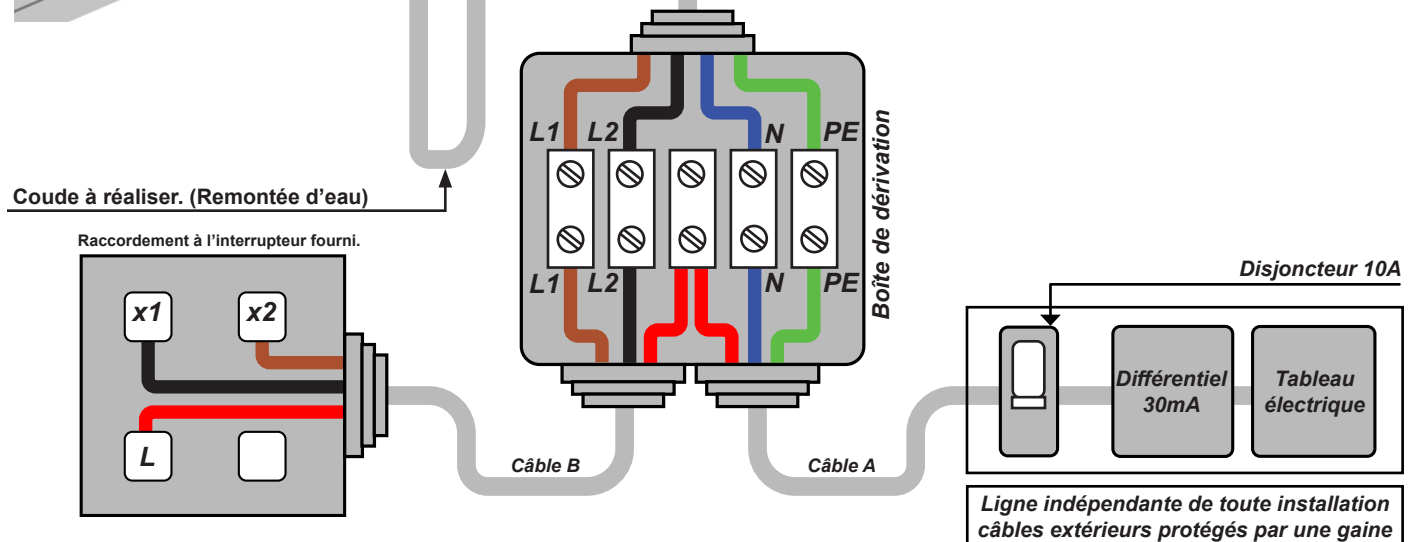 L1 L2 N PE
Boîte de dérivation
Coude à réaliser. (Remontée d’eau)
Raccordement à l’interrupteur fourni.
L1 L2 N PE
Disjoncteur 10A
x1 x2
Différentiel
30mA
Tableau
électrique
L
Câble B
Câble A
Ligne indépendante de toute installation
câbles extérieurs protégés par une gaine